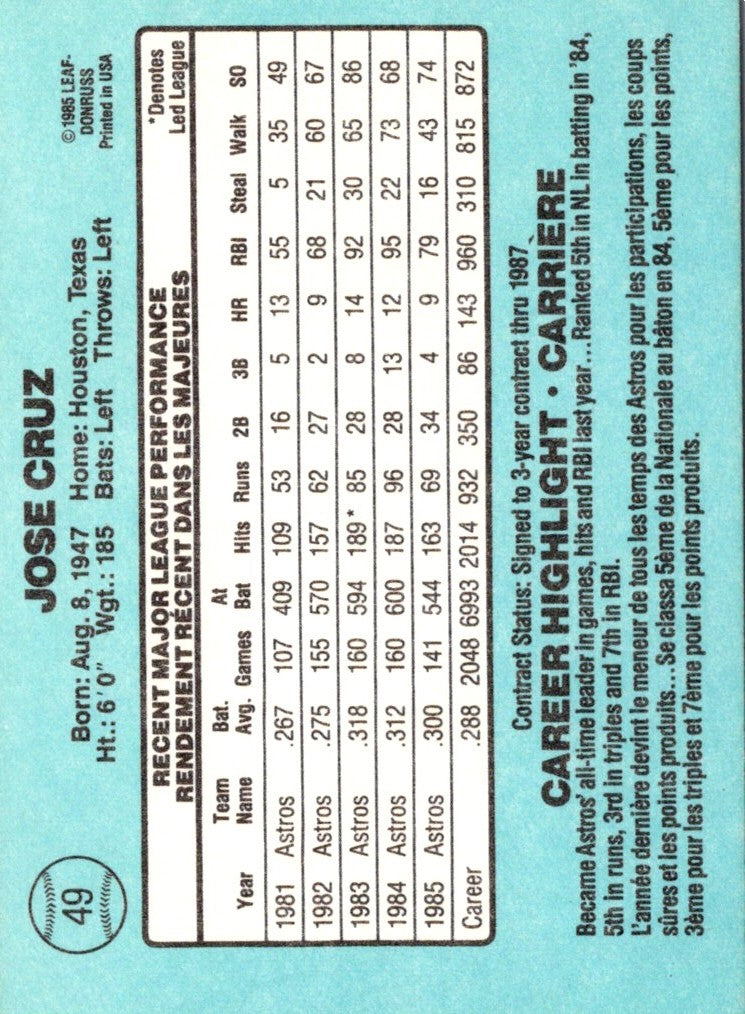 49
JOSE CRUZ
© 1985 LEAF-
DONRUSS
Printed in USA
Born: Aug. 8, 1947 Home: Houston, Texas
Ht.: 6'0" Wgt.: 185 Bats: Left Throws: Left
RECENT MAJOR LEAGUE PERFORMANCE
RENDEMENT RÉCENT DANS LES MAJEURES
*Denotes
Led League
Year Team Name Bat. Avg. Games At Bat Hits Runs 2B 3B HR RBI Steal Walk SO
1981 Astros .267 107 409 109 53 16 5 13 55 5 35 49
1982 Astros .275 155 570 157 62 27 2 9 68 21 60 67
1983 Astros .318 160 594 189* 85 28 8 14 92 30 65 86
1984 Astros .312 160 600 187 96 28 13 12 95 22 73 68
1985 Astros .300 141 544 163 69 34 4 9 79 16 43 74
Career .288 2048 6993 2014 932 350 86 143 960 310 815 872
Contract Status: Signed to 3-year contract thru 1987
CAREER HIGHLIGHT • CARRIÈRE
Became Astros' all-time leader in games, hits and RBI last year...Ranked 5th in NL in batting in '84,
5th in runs, 3rd in triples and 7th in RBI.
L'année dernière devint le meneur de tous les temps des Astros pour les participations, les coups
sûres et les points produits...Se classa 5ème de la Nationale au bâton en 84, 5ème pour les points,
3ème pour les triples et 7ème pour les points produits.